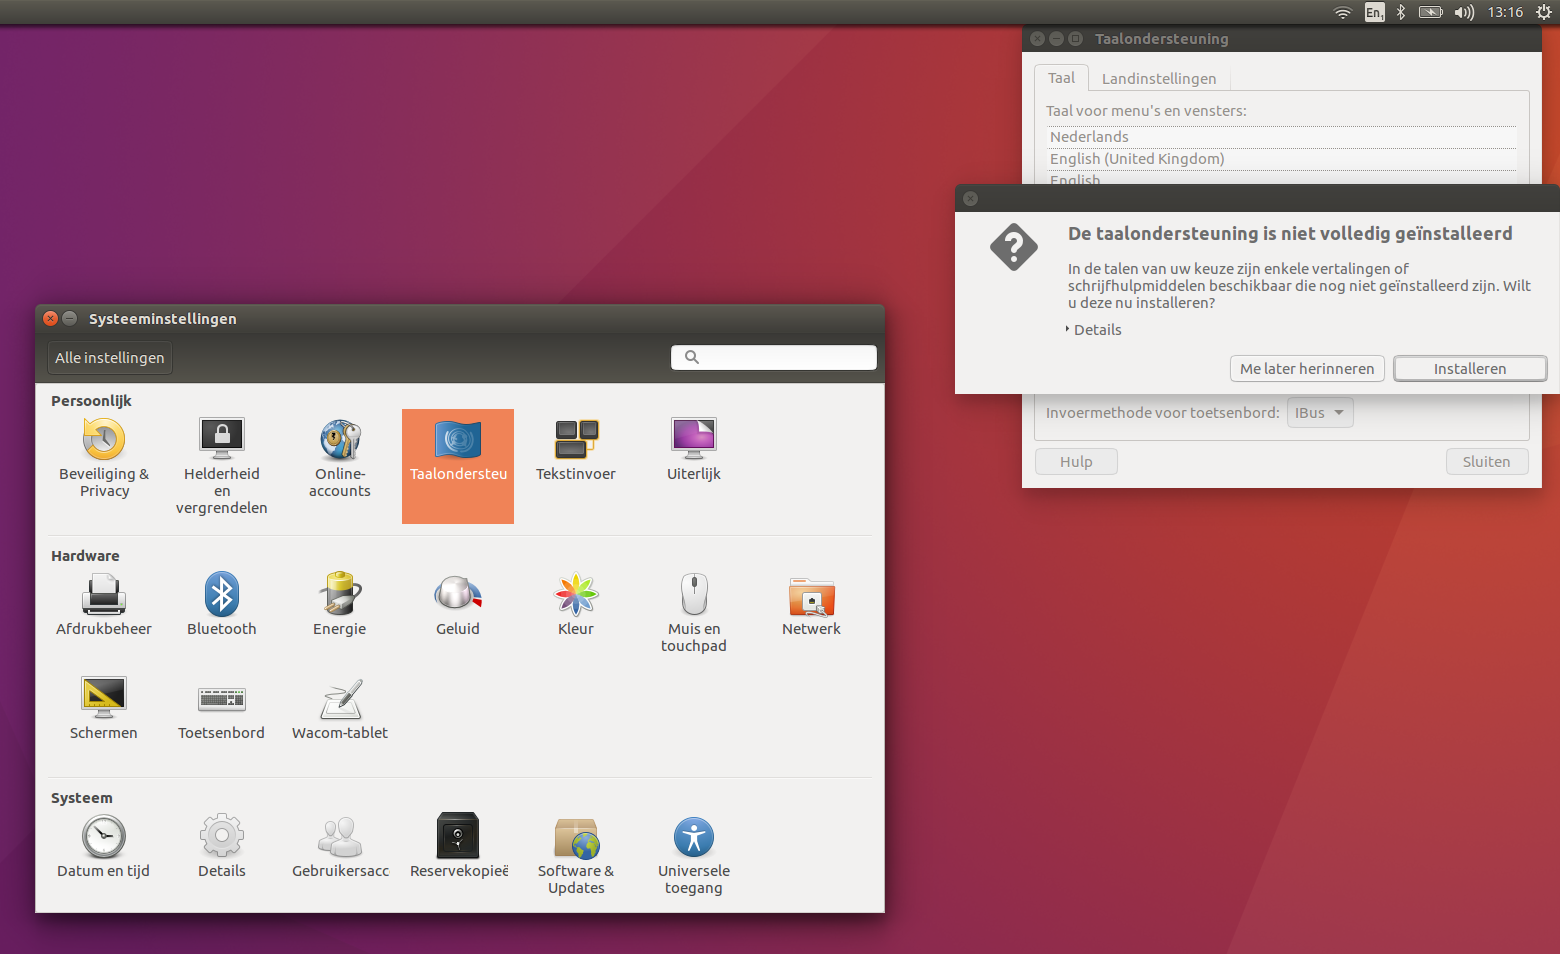 En1
13:16
Taalondersteuning
Taal
Landinstellingen
Taal voor menu's en vensters:
Nederlands
English (United Kingdom)
English
De taalondersteuning is niet volledig geïnstalleerd
In de talen van uw keuze zijn enkele vertalingen of
schrijfhulpmiddelen beschikbaar die nog niet geïnstalleerd zijn. Wilt
u deze nu installeren?
Details
Me later herinneren
Installeren
Invoermethode voor toetsenbord:
IBus
Hulp
Sluiten
Systeeminstellingen
Alle instellingen
Persoonlijk
Beveiliging &
Privacy
Helderheid
en
vergrendelen
Online-
accounts
Taalondersteu
Tekstinvoer
Uiterlijk
Hardware
Afdrukbeheer
Bluetooth
Energie
Geluid
Kleur
Muis en
touchpad
Netwerk
Schermen
Toetsenbord
Wacom-tablet
Systeem
Datum en tijd
Details
Gebruikersacc
Reservekopieë
Software &
Updates
Universele
toegang